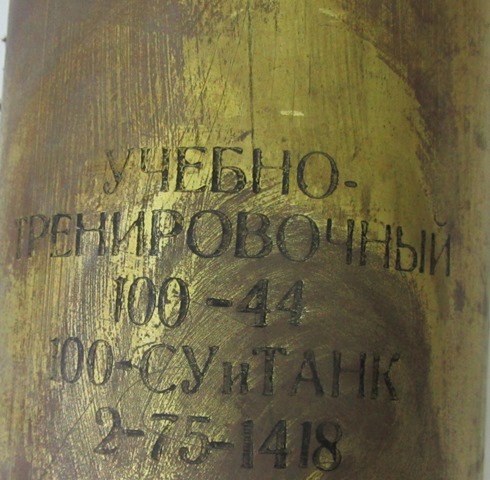 УЧЕБНО-
ТРЕНИРОВОЧНЫЙ
100-44
100-СУиТАНК
2-75-1418